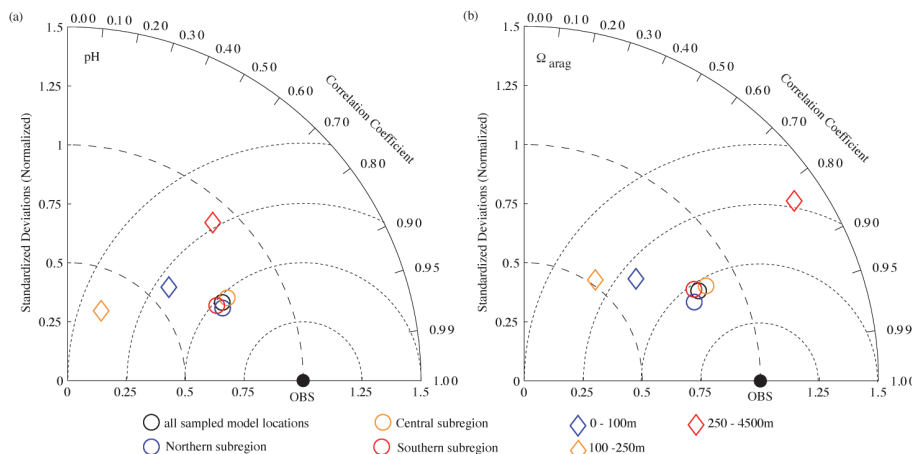 (a)
pH
1.5
1.25
1
0.75
0.5
0.25
0
Standardized Deviations (Normalized)
0.00 0.10 0.20 0.30 0.40 0.50 0.60 0.70 0.80 0.90 0.95 0.99 1.00
Correlation Coefficient
0 0.25 0.5 0.75 OBS 1.25 1.5
(b)
Ω arag
1.5
1.25
1
0.75
0.5
0.25
0
Standardized Deviations (Normalized)
0.00 0.10 0.20 0.30 0.40 0.50 0.60 0.70 0.80 0.90 0.95 0.99 1.00
Correlation Coefficient
0 0.25 0.5 0.75 OBS 1.25 1.5
all sampled model locations
Northern subregion
Central subregion
Southern subregion
0 - 100m
100 -250m
250 - 4500m